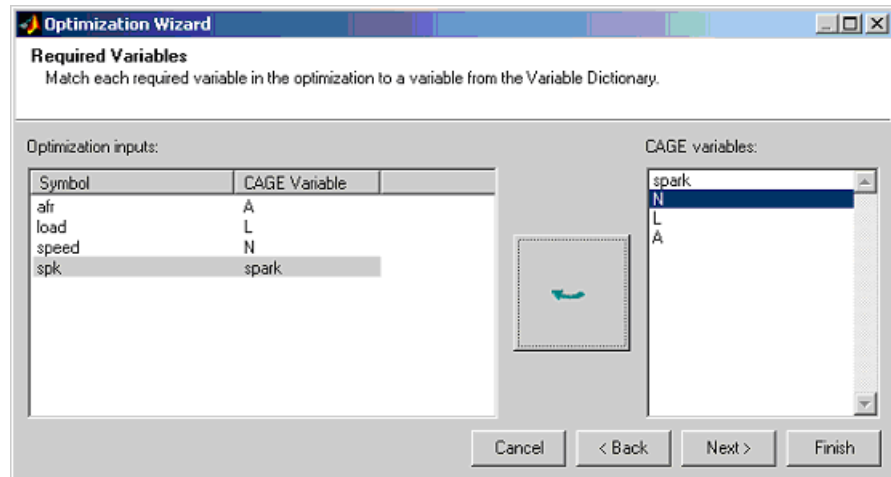 Optimization Wizard
Required Variables
Match each required variable in the optimization to a variable from the Variable Dictionary.
Optimization inputs:
Symbol CAGE Variable
afr A
load L
speed N
spk spark
CAGE variables:
spark
N
L
A
Cancel < Back Next > Finish